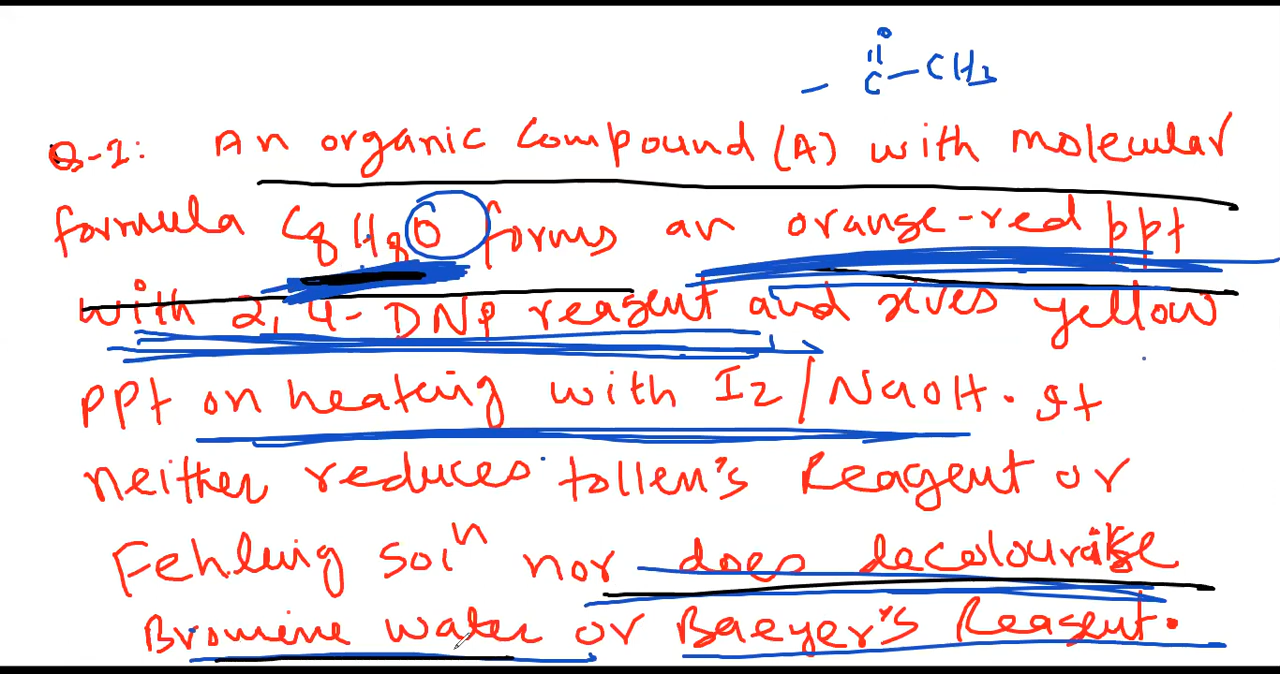 O
||
- C - CH3
Q-1: An organic compound (A) with molecular
formula C8H8O forms an orange-red ppt
with 2,4-DNP reagent and gives yellow
PPt on heating with I2/NaOH. It
neither reduces tollen's Reagent or
Fehling Soln nor does decolourise
Bromine water or Baeyer's Reagent.